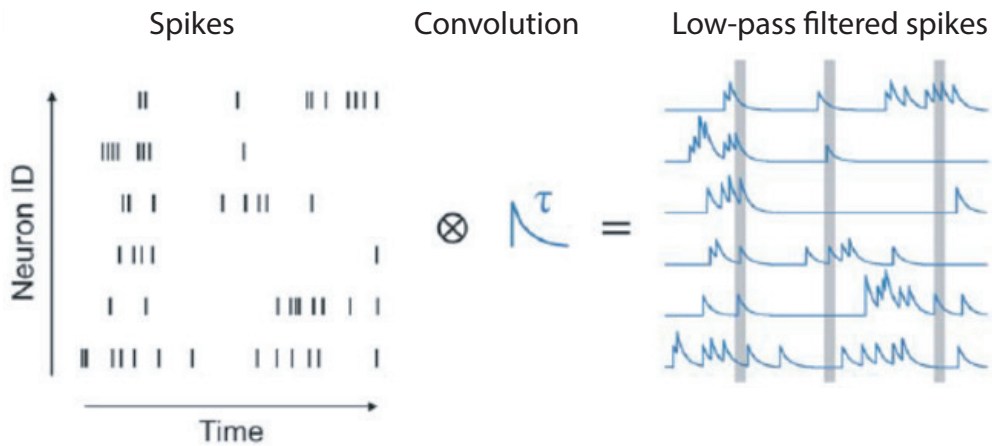 Spikes
Convolution
Low-pass filtered spikes
Neuron ID
⊗
τ
=
Time